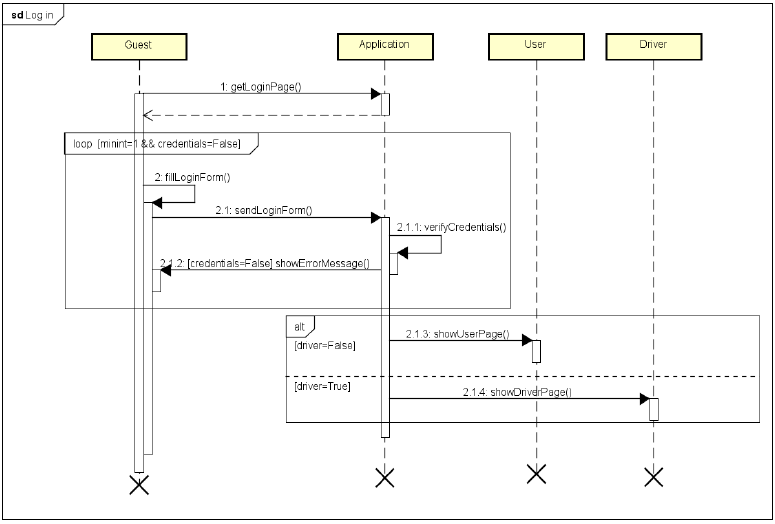 sd Log in
Guest
Application
User
Driver
1: getLoginPage()
loop [minint=1 && credentials=False]
2: fillLoginForm()
2.1: sendLoginForm()
2.1.1: verifyCredentials()
2.1.2: [credentials=False] showErrorMessage()
alt
2.1.3: showUserPage()
[driver=False]
[driver=True]
2.1.4: showDriverPage()